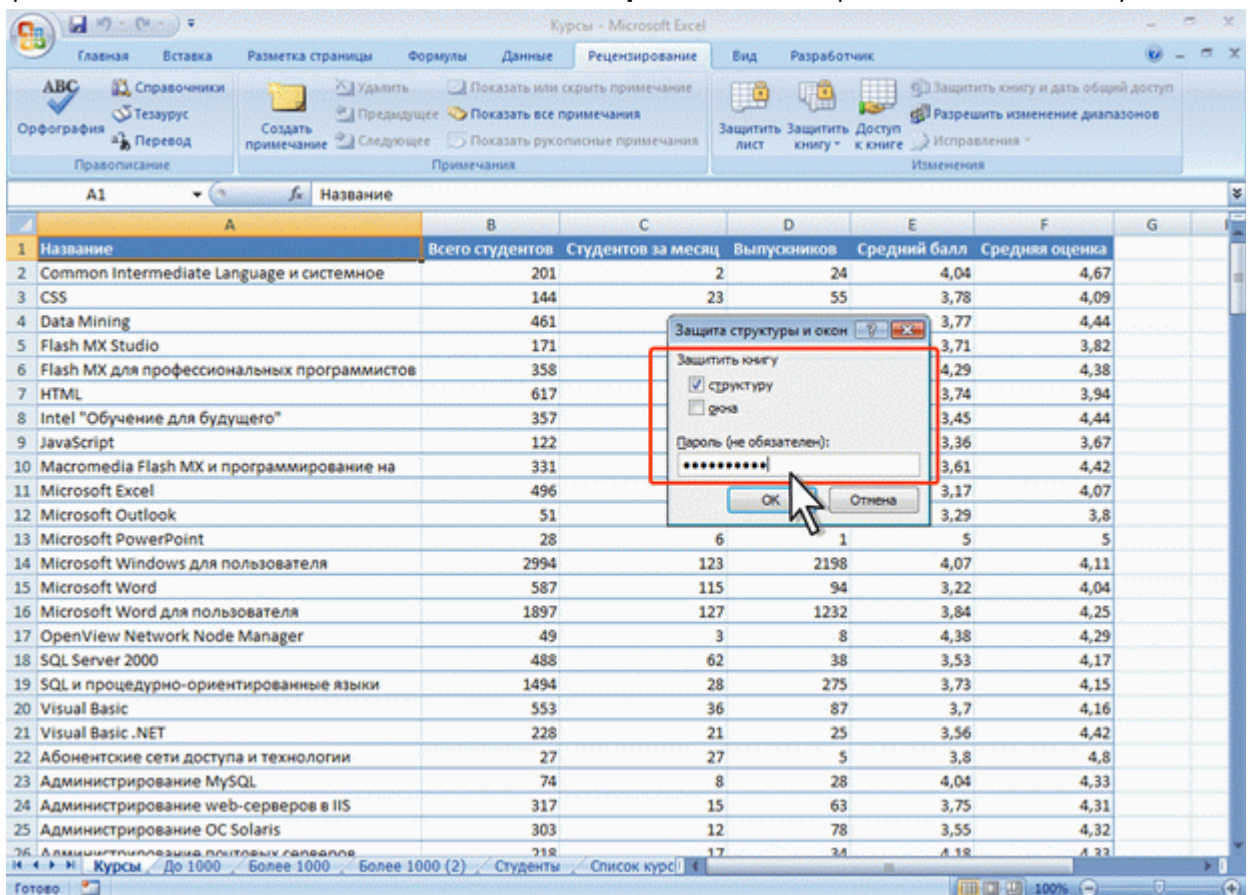 Курсы - Microsoft Excel
Главная Вставка Разметка страницы Формулы Данные Рецензирование Вид Разработчик
ABC Орфография
Справочники
Тезаурус
Перевод
Правописание
Создать примечание
Удалить
Предыдущее
Следующее
Показать или скрыть примечание
Показать все примечания
Показать рукописные примечания
Примечания
Защитить лист
Защитить книгу
Доступ к книге
Защитить книгу и дать общий доступ
Разрешить изменение диапазонов
Исправления
Изменения
A1 fx Название
A B C D E F G
1 Название Всего студентов Студентов за месяц Выпускников Средний балл Средняя оценка
2 Common Intermediate Language и системное 201 2 24 4,04 4,67
3 CSS 144 23 55 3,78 4,09
4 Data Mining 461 3,77 4,44
5 Flash MX Studio 171 3,71 3,82
6 Flash MX для профессиональных программистов 358 4,29 4,38
7 HTML 617 3,74 3,94
8 Intel "Обучение для будущего" 357 3,45 4,44
9 JavaScript 122 3,36 3,67
10 Macromedia Flash MX и программирование на 331 3,61 4,42
11 Microsoft Excel 496 3,17 4,07
12 Microsoft Outlook 51 3,29 3,8
13 Microsoft PowerPoint 28 6 1 5 5
14 Microsoft Windows для пользователя 2994 123 2198 4,07 4,11
15 Microsoft Word 587 115 94 3,22 4,04
16 Microsoft Word для пользователя 1897 127 1232 3,84 4,25
17 OpenView Network Node Manager 49 3 8 4,38 4,29
18 SQL Server 2000 488 62 38 3,53 4,17
19 SQL и процедурно-ориентированные языки 1494 28 275 3,73 4,15
20 Visual Basic 553 36 87 3,7 4,16
21 Visual Basic .NET 228 21 25 3,56 4,42
22 Абонентские сети доступа и технологии 27 27 5 3,8 4,8
23 Администрирование MySQL 74 8 28 4,04 4,33
24 Администрирование web-серверов в IIS 317 15 63 3,75 4,31
25 Администрирование ОС Solaris 303 12 78 3,55 4,32
26 Администрирование почтовых серверов 218 17 34 4,18 4,33
Защита структуры и окон
Защитить книгу
структуру
окна
Пароль (не обязателен):
ОК Отмена
Курсы До 1000 Более 1000 Более 1000 (2) Студенты Список курс
Готово 100%